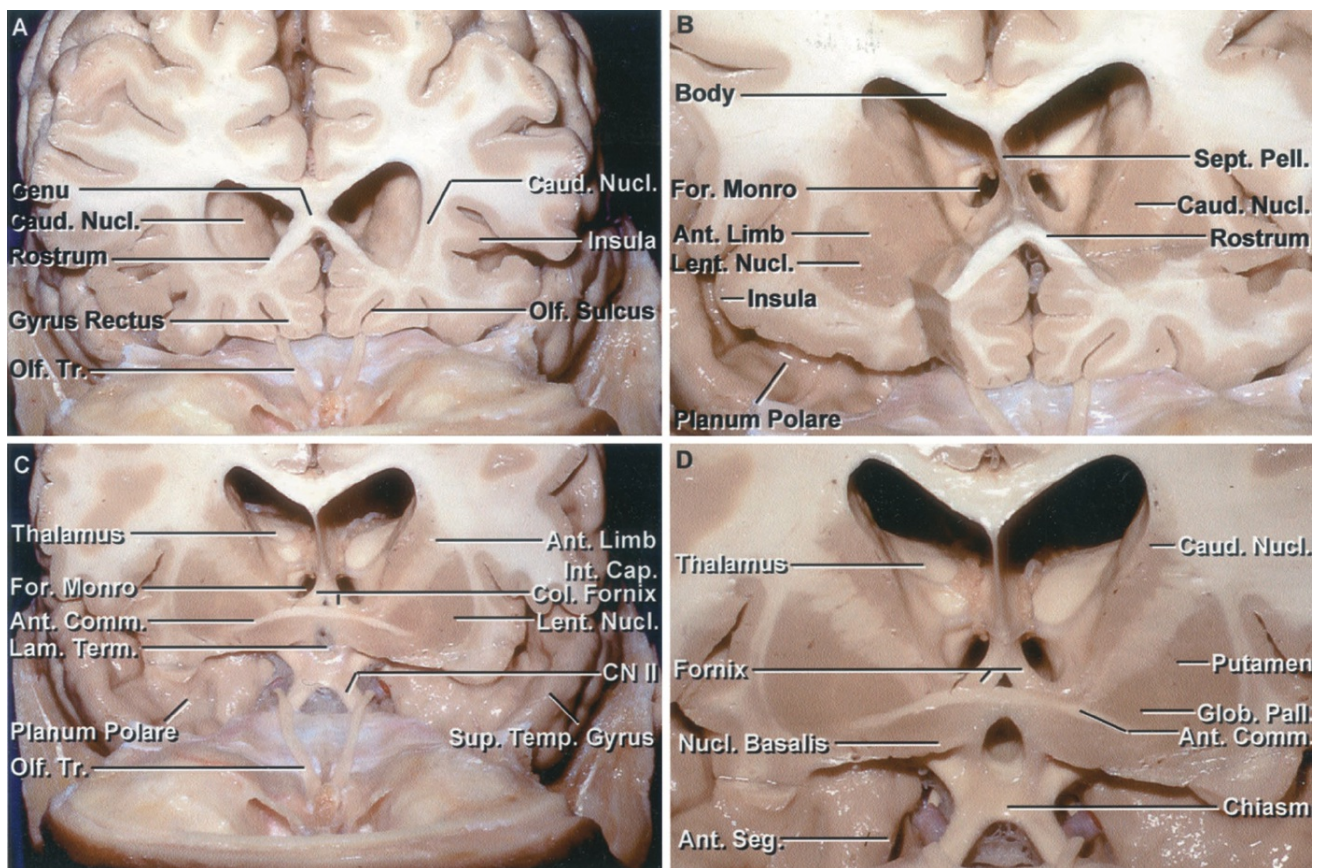 A
Genu
Caud. Nucl.
Rostrum
Gyrus Rectus
Olf. Tr.
Caud. Nucl.
Insula
Olf. Sulcus
B
Body
For. Monro
Ant. Limb
Lent. Nucl.
Insula
Planum Polare
Sept. Pell.
Caud. Nucl.
Rostrum
C
Thalamus
For. Monro
Ant. Comm.
Lam. Term.
Planum Polare
Olf. Tr.
Ant. Limb
Int. Cap.
Col. Fornix
Lent. Nucl.
CN II
Sup. Temp. Gyrus
D
Thalamus
Fornix
Nucl. Basalis
Ant. Seg.
Caud. Nucl.
Putamen
Glob. Pall.
Ant. Comm.
Chiasm